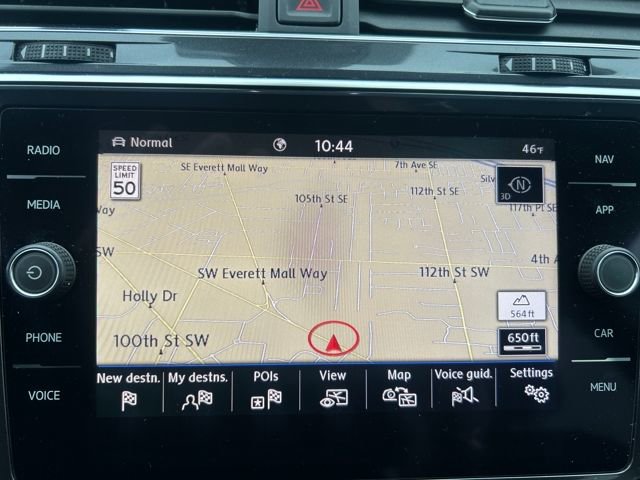 Normal
10:44
46°F
RADIO
MEDIA
PHONE
VOICE
NAV
APP
CAR
MENU
SPEED
LIMIT
50
SE Everett Mall Way
7th Ave SE
N
3D
105th St SE
112th St SE
117th Pl SE
Way
SW
4th A
SW Everett Mall Way
112th St SW
Holly Dr
564ft
100th St SW
650ft
New destn.
My destns.
POIs
View
Map
Voice guid.
Settings